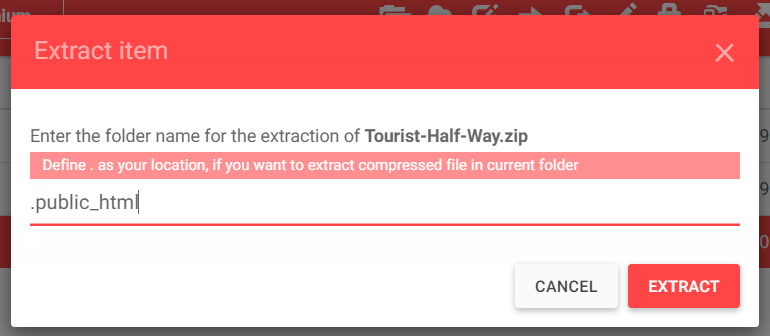 Extract item
Enter the folder name for the extraction of Tourist-Half-Way.zip
Define . as your location, if you want to extract compressed file in current folder
.public_html
CANCEL
EXTRACT